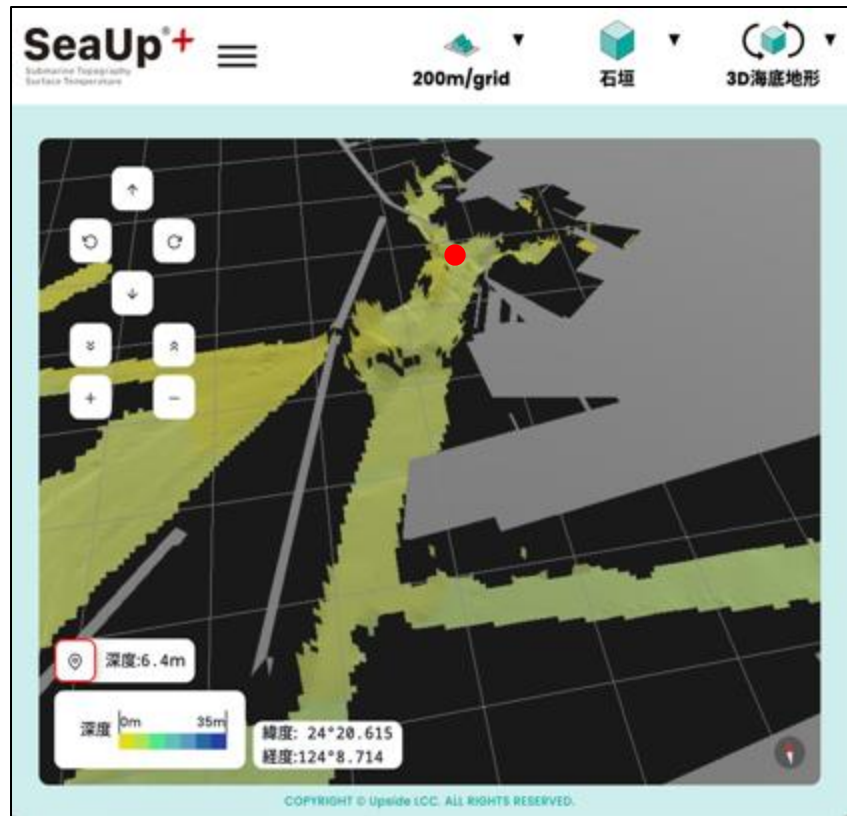 SeaUp®+
Submarine Topography
Surface Temperature
200m/grid
石垣
3D海底地形
深度:6.4m
深度
0m
35m
緯度: 24°20.615
経度:124°8.714
COPYRIGHT © Upside LCC. ALL RIGHTS RESERVED.